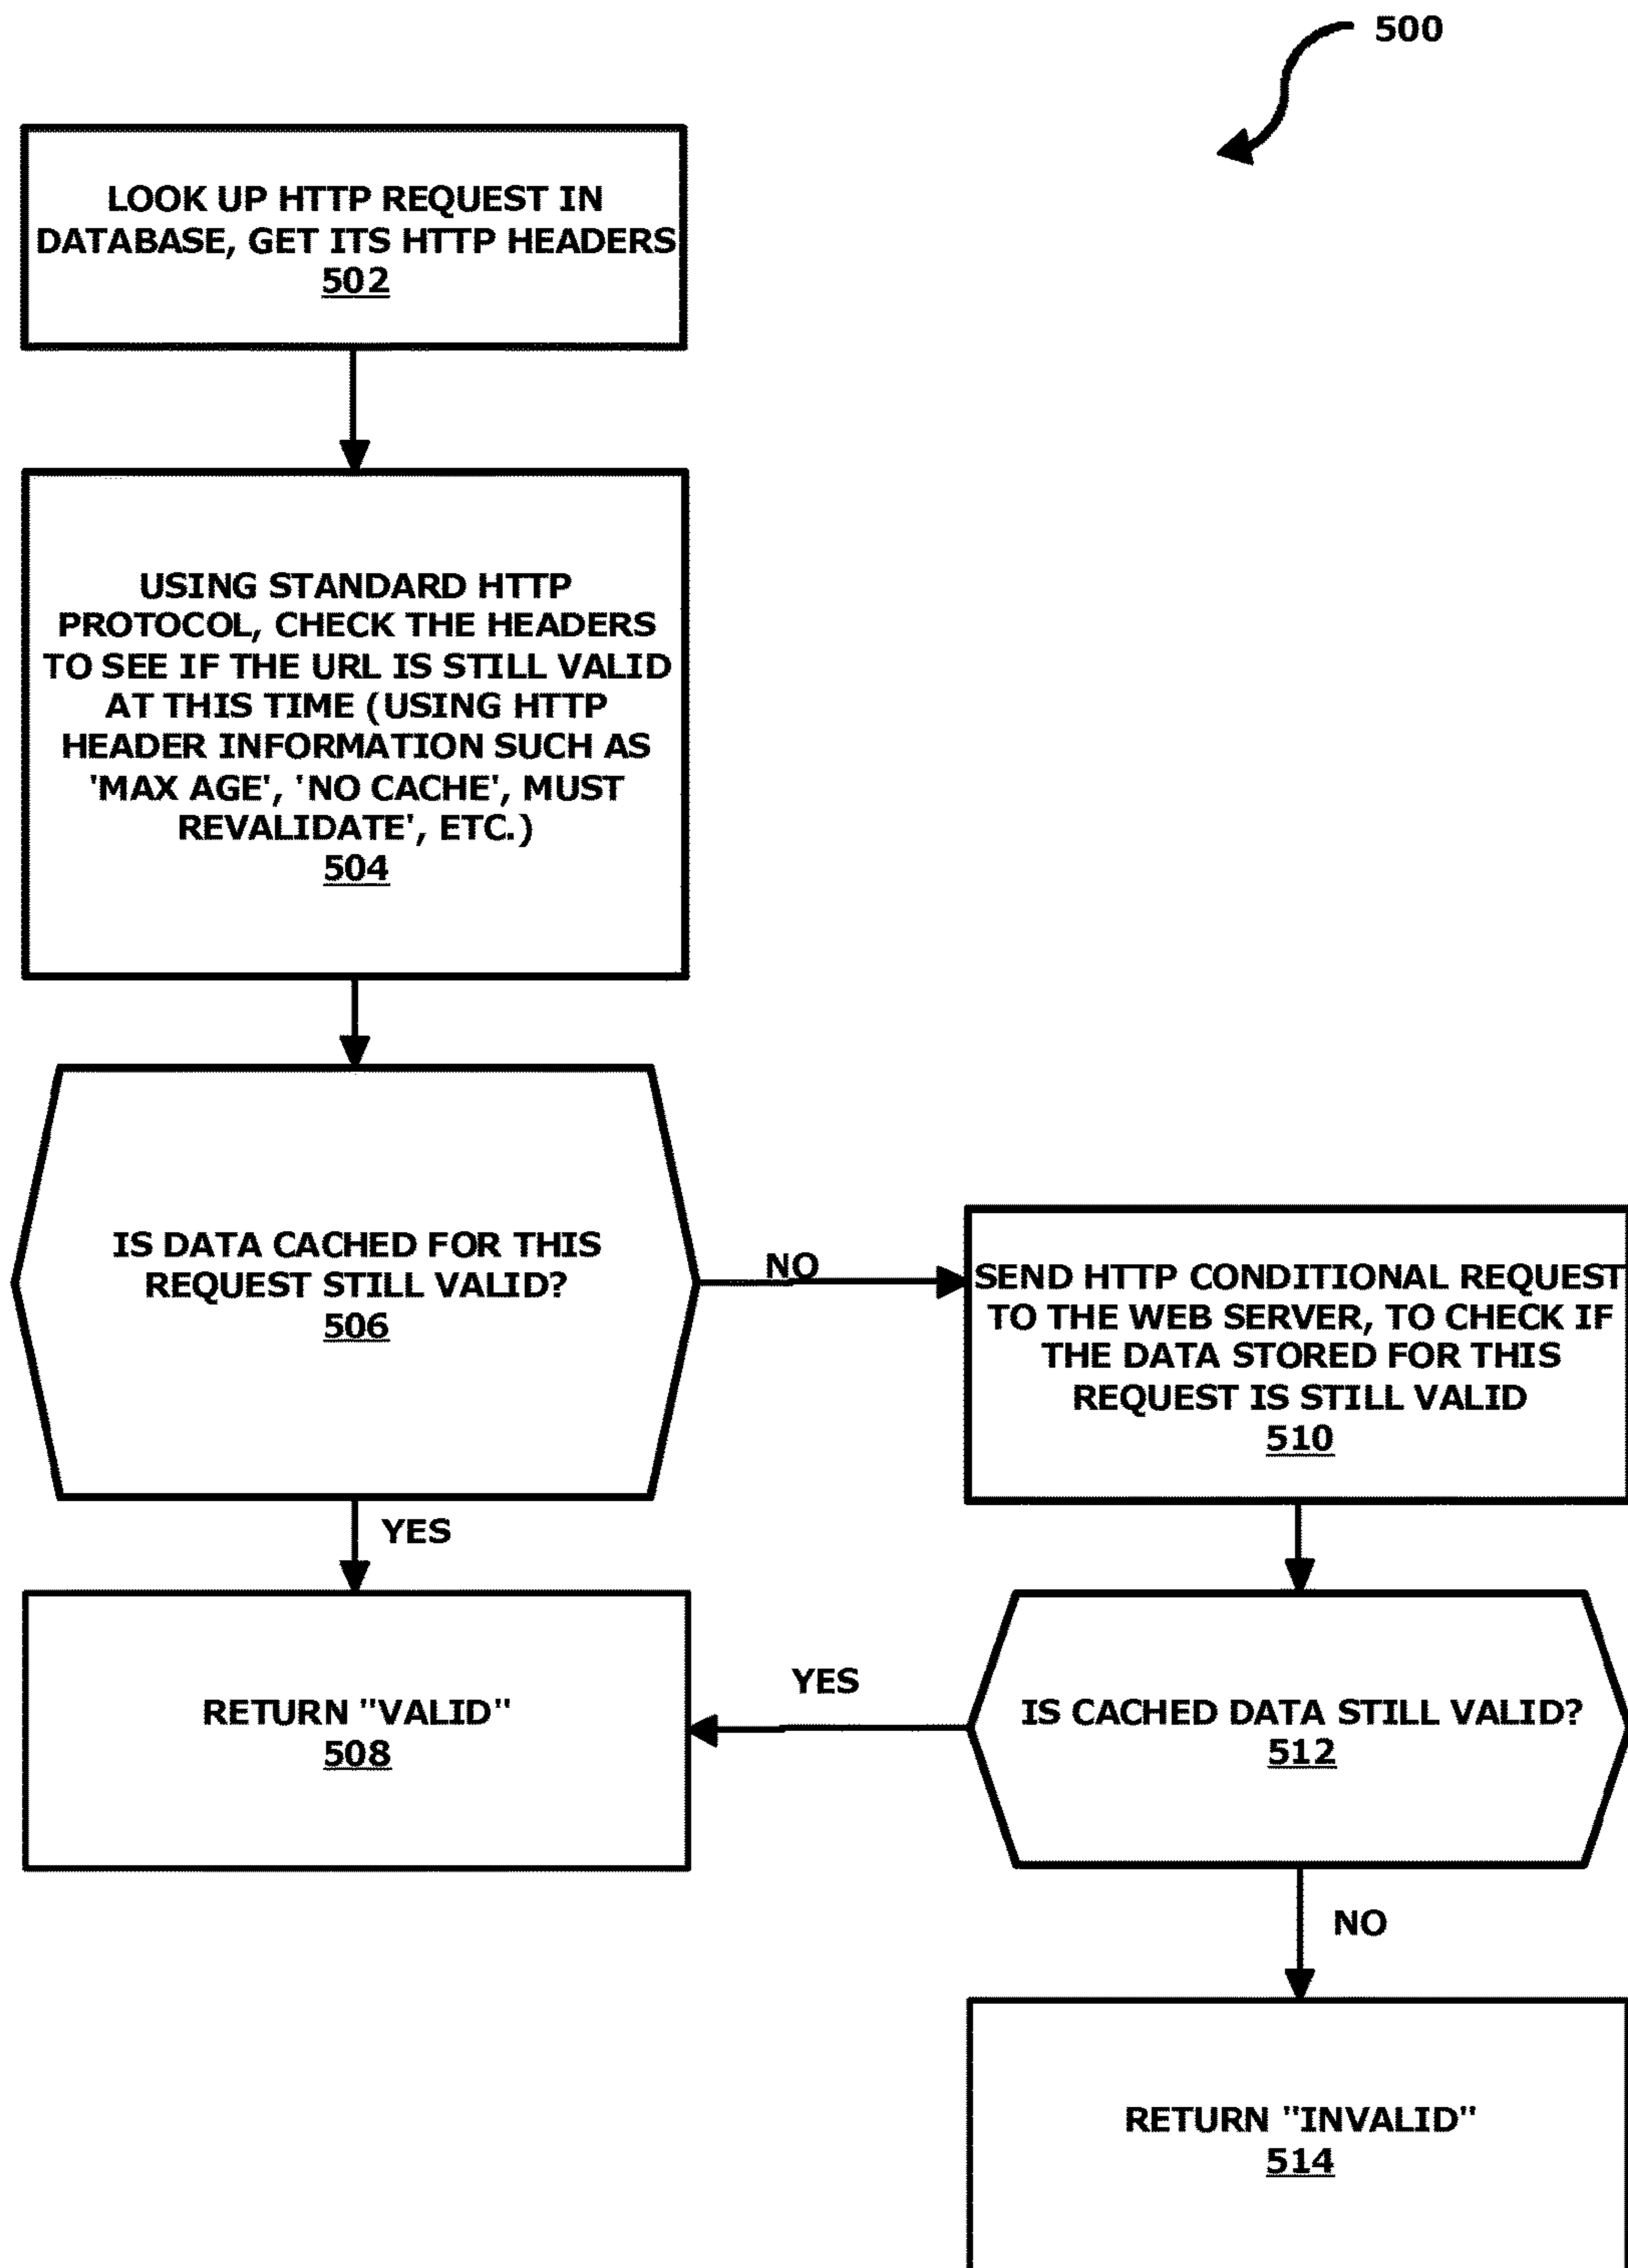 500
LOOK UP HTTP REQUEST IN
DATABASE, GET ITS HTTP HEADERS
502
USING STANDARD HTTP
PROTOCOL, CHECK THE HEADERS
TO SEE IF THE URL IS STILL VALID
AT THIS TIME (USING HTTP
HEADER INFORMATION SUCH AS
'MAX AGE', 'NO CACHE', MUST
REVALIDATE', ETC.)
504
IS DATA CACHED FOR THIS
REQUEST STILL VALID?
506
NO
SEND HTTP CONDITIONAL REQUEST
TO THE WEB SERVER, TO CHECK IF
THE DATA STORED FOR THIS
REQUEST IS STILL VALID
510
YES
RETURN "VALID"
508
YES
IS CACHED DATA STILL VALID?
512
NO
RETURN "INVALID"
514